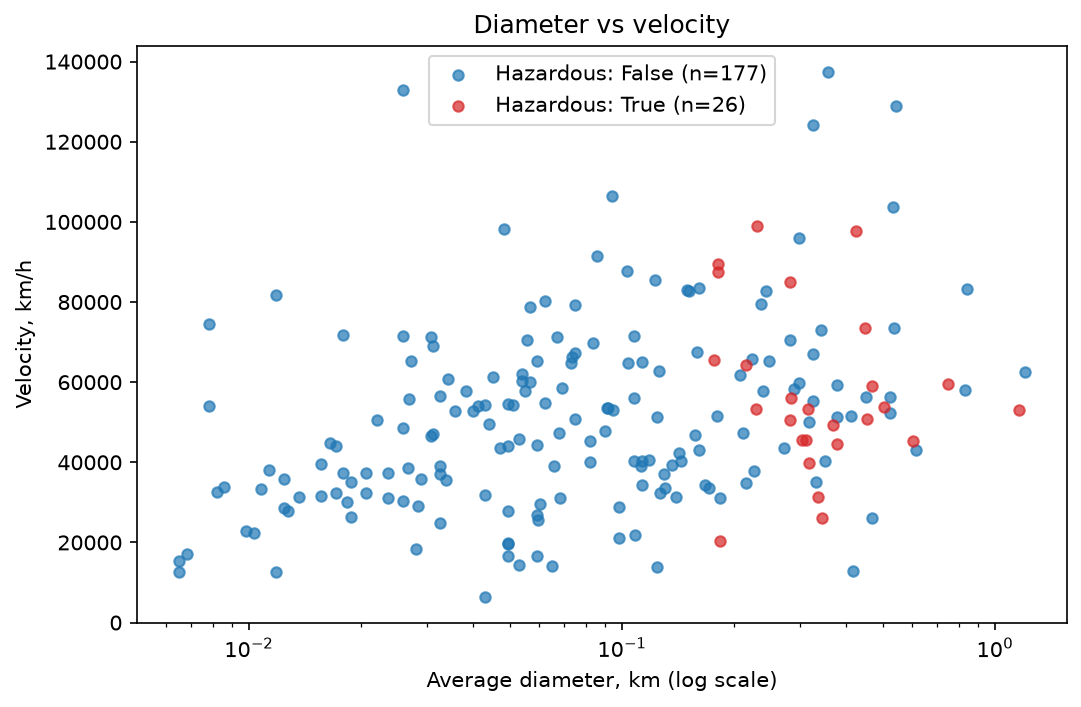 Diameter vs velocity
Hazardous: False (n=177)
Hazardous: True (n=26)
140000
120000
100000
80000
60000
40000
20000
0
Velocity, km/h
10⁻²
10⁻¹
10⁰
Average diameter, km (log scale)